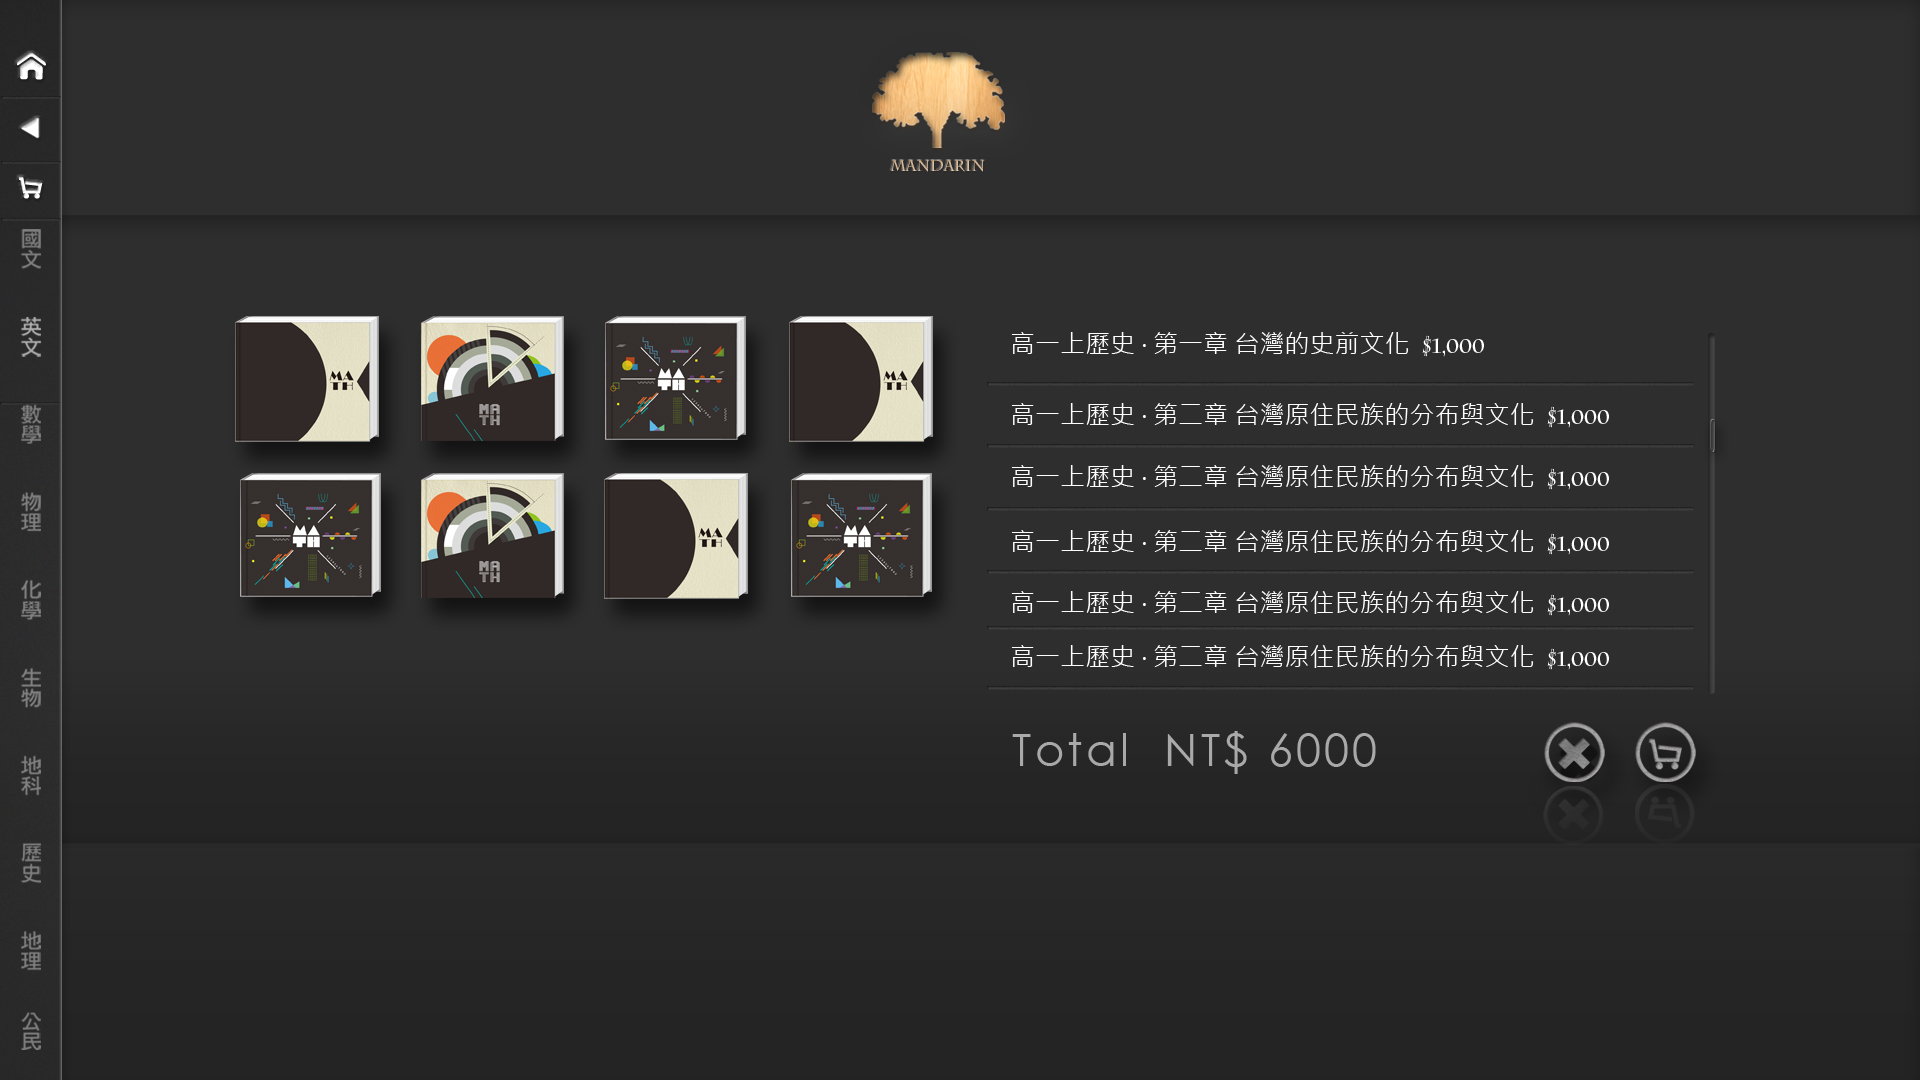 MANDARIN
國文
英文
數學
物理
化學
生物
地科
歷史
地理
公民
MA
TH
MA
TH
MA
TH
MA
TH
MA
TH
MA
TH
MA
TH
MA
TH
高一上歷史·第一章 台灣的史前文化 $1,000
高一上歷史·第二章 台灣原住民族的分布與文化 $1,000
高一上歷史·第二章 台灣原住民族的分布與文化 $1,000
高一上歷史·第二章 台灣原住民族的分布與文化 $1,000
高一上歷史·第二章 台灣原住民族的分布與文化 $1,000
高一上歷史·第二章 台灣原住民族的分布與文化 $1,000
Total NT$ 6000